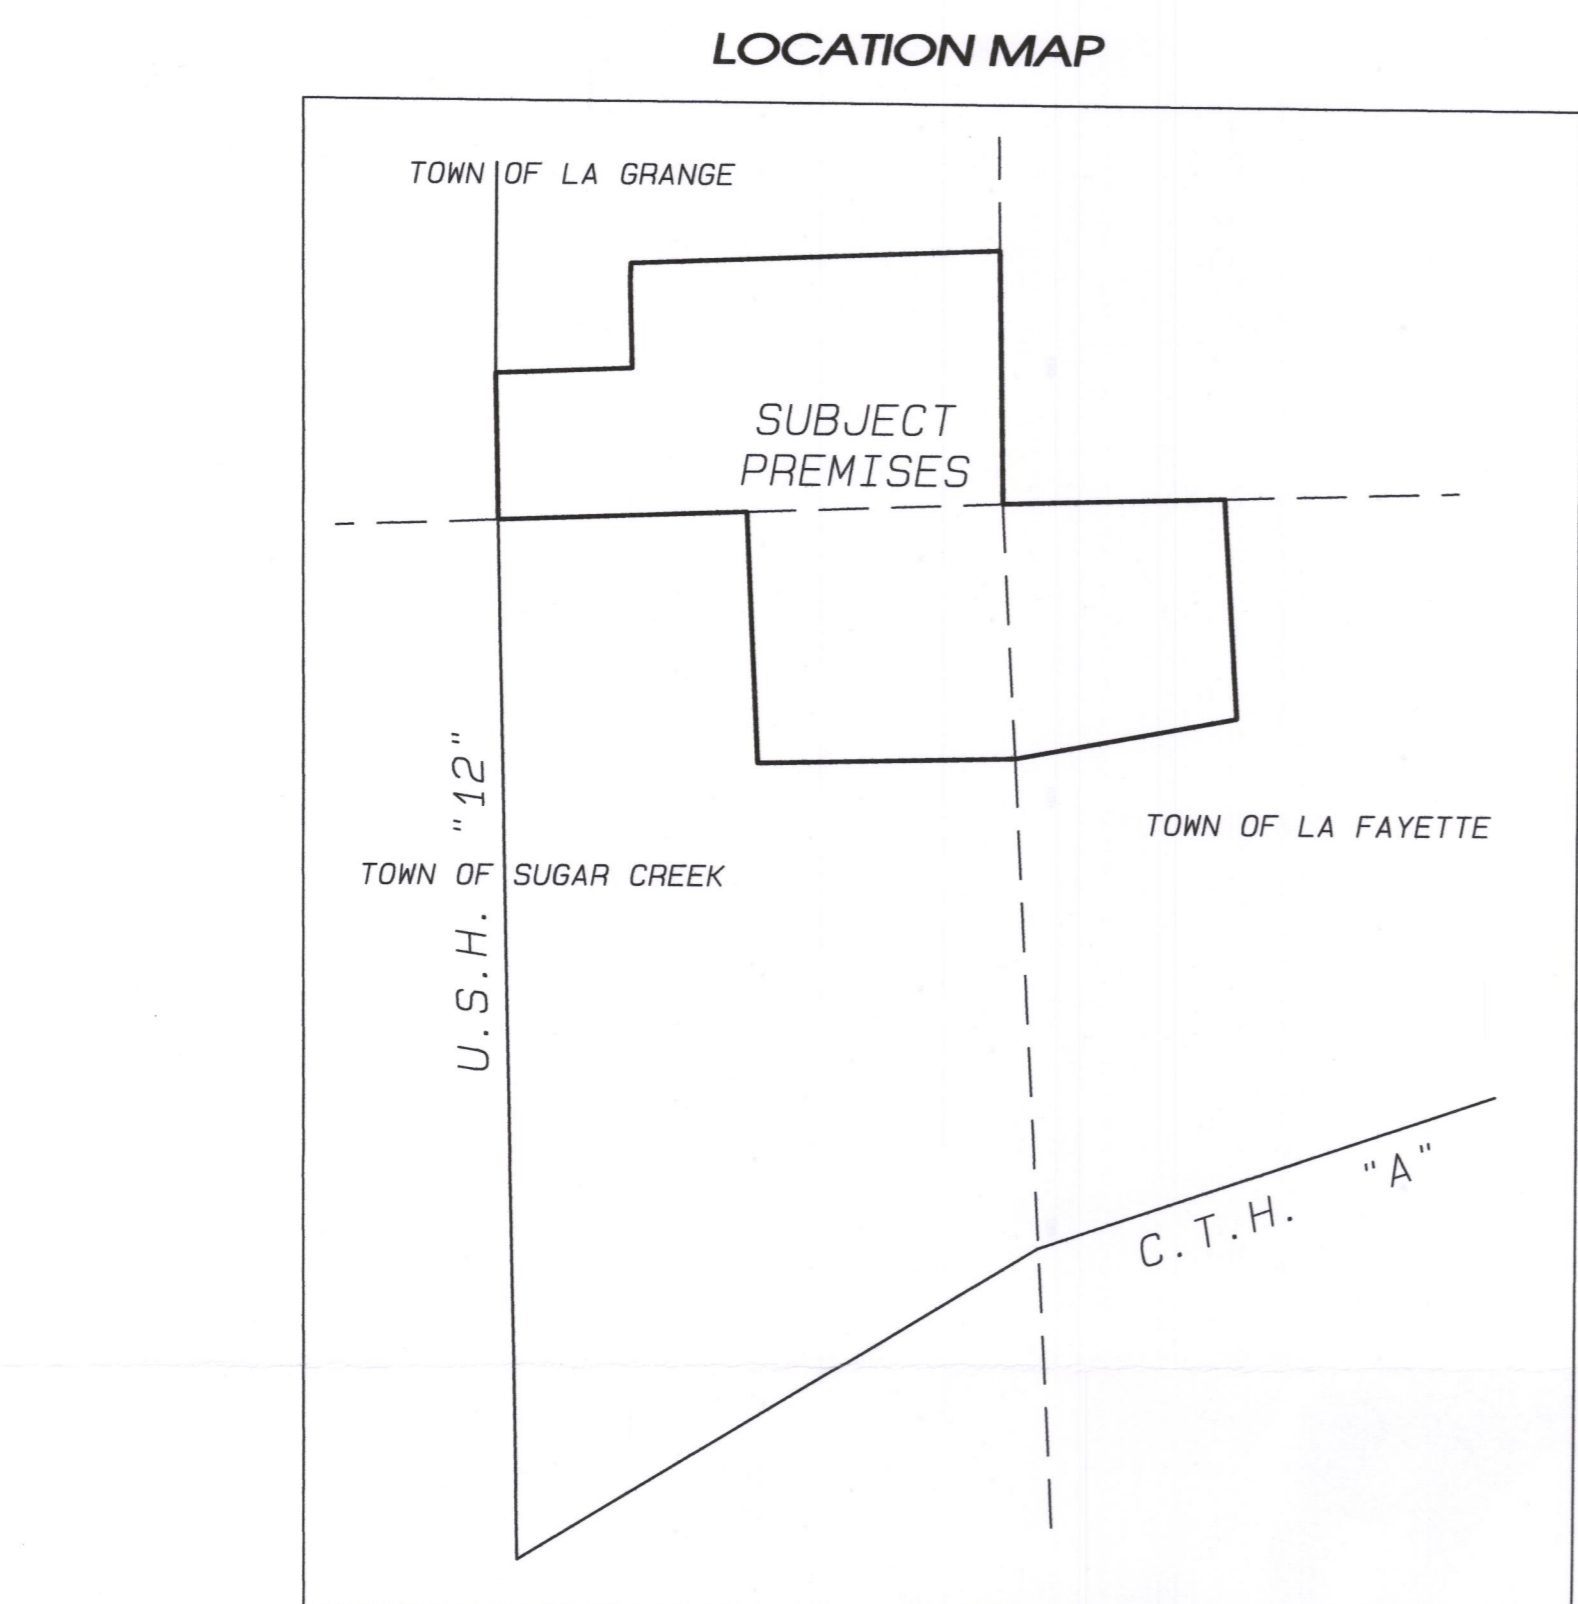 LOCATION MAP
TOWN OF LA GRANGE
SUBJECT
PREMISES
U.S.H. "12"
TOWN OF LA FAYETTE
TOWN OF SUGAR CREEK
C.T.H. "A"